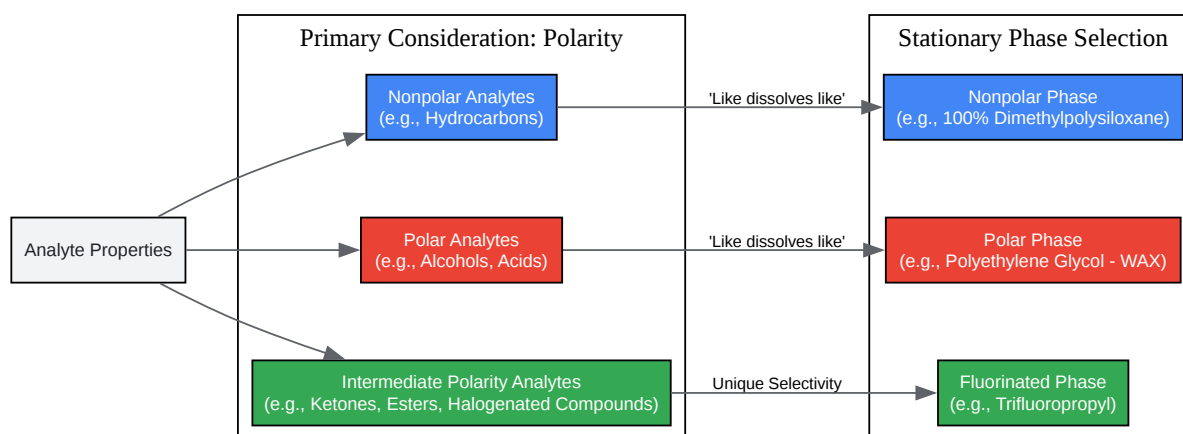 Primary Consideration: Polarity
Stationary Phase Selection
Nonpolar Analytes
(e.g., Hydrocarbons)
'Like dissolves like'
Nonpolar Phase
(e.g., 100% Dimethylpolysiloxane)
Analyte Properties
Polar Analytes
(e.g., Alcohols, Acids)
'Like dissolves like'
Polar Phase
(e.g., Polyethylene Glycol - WAX)
Intermediate Polarity Analytes
(e.g., Ketones, Esters, Halogenated Compounds)
Unique Selectivity
Fluorinated Phase
(e.g., Trifluoropropyl)